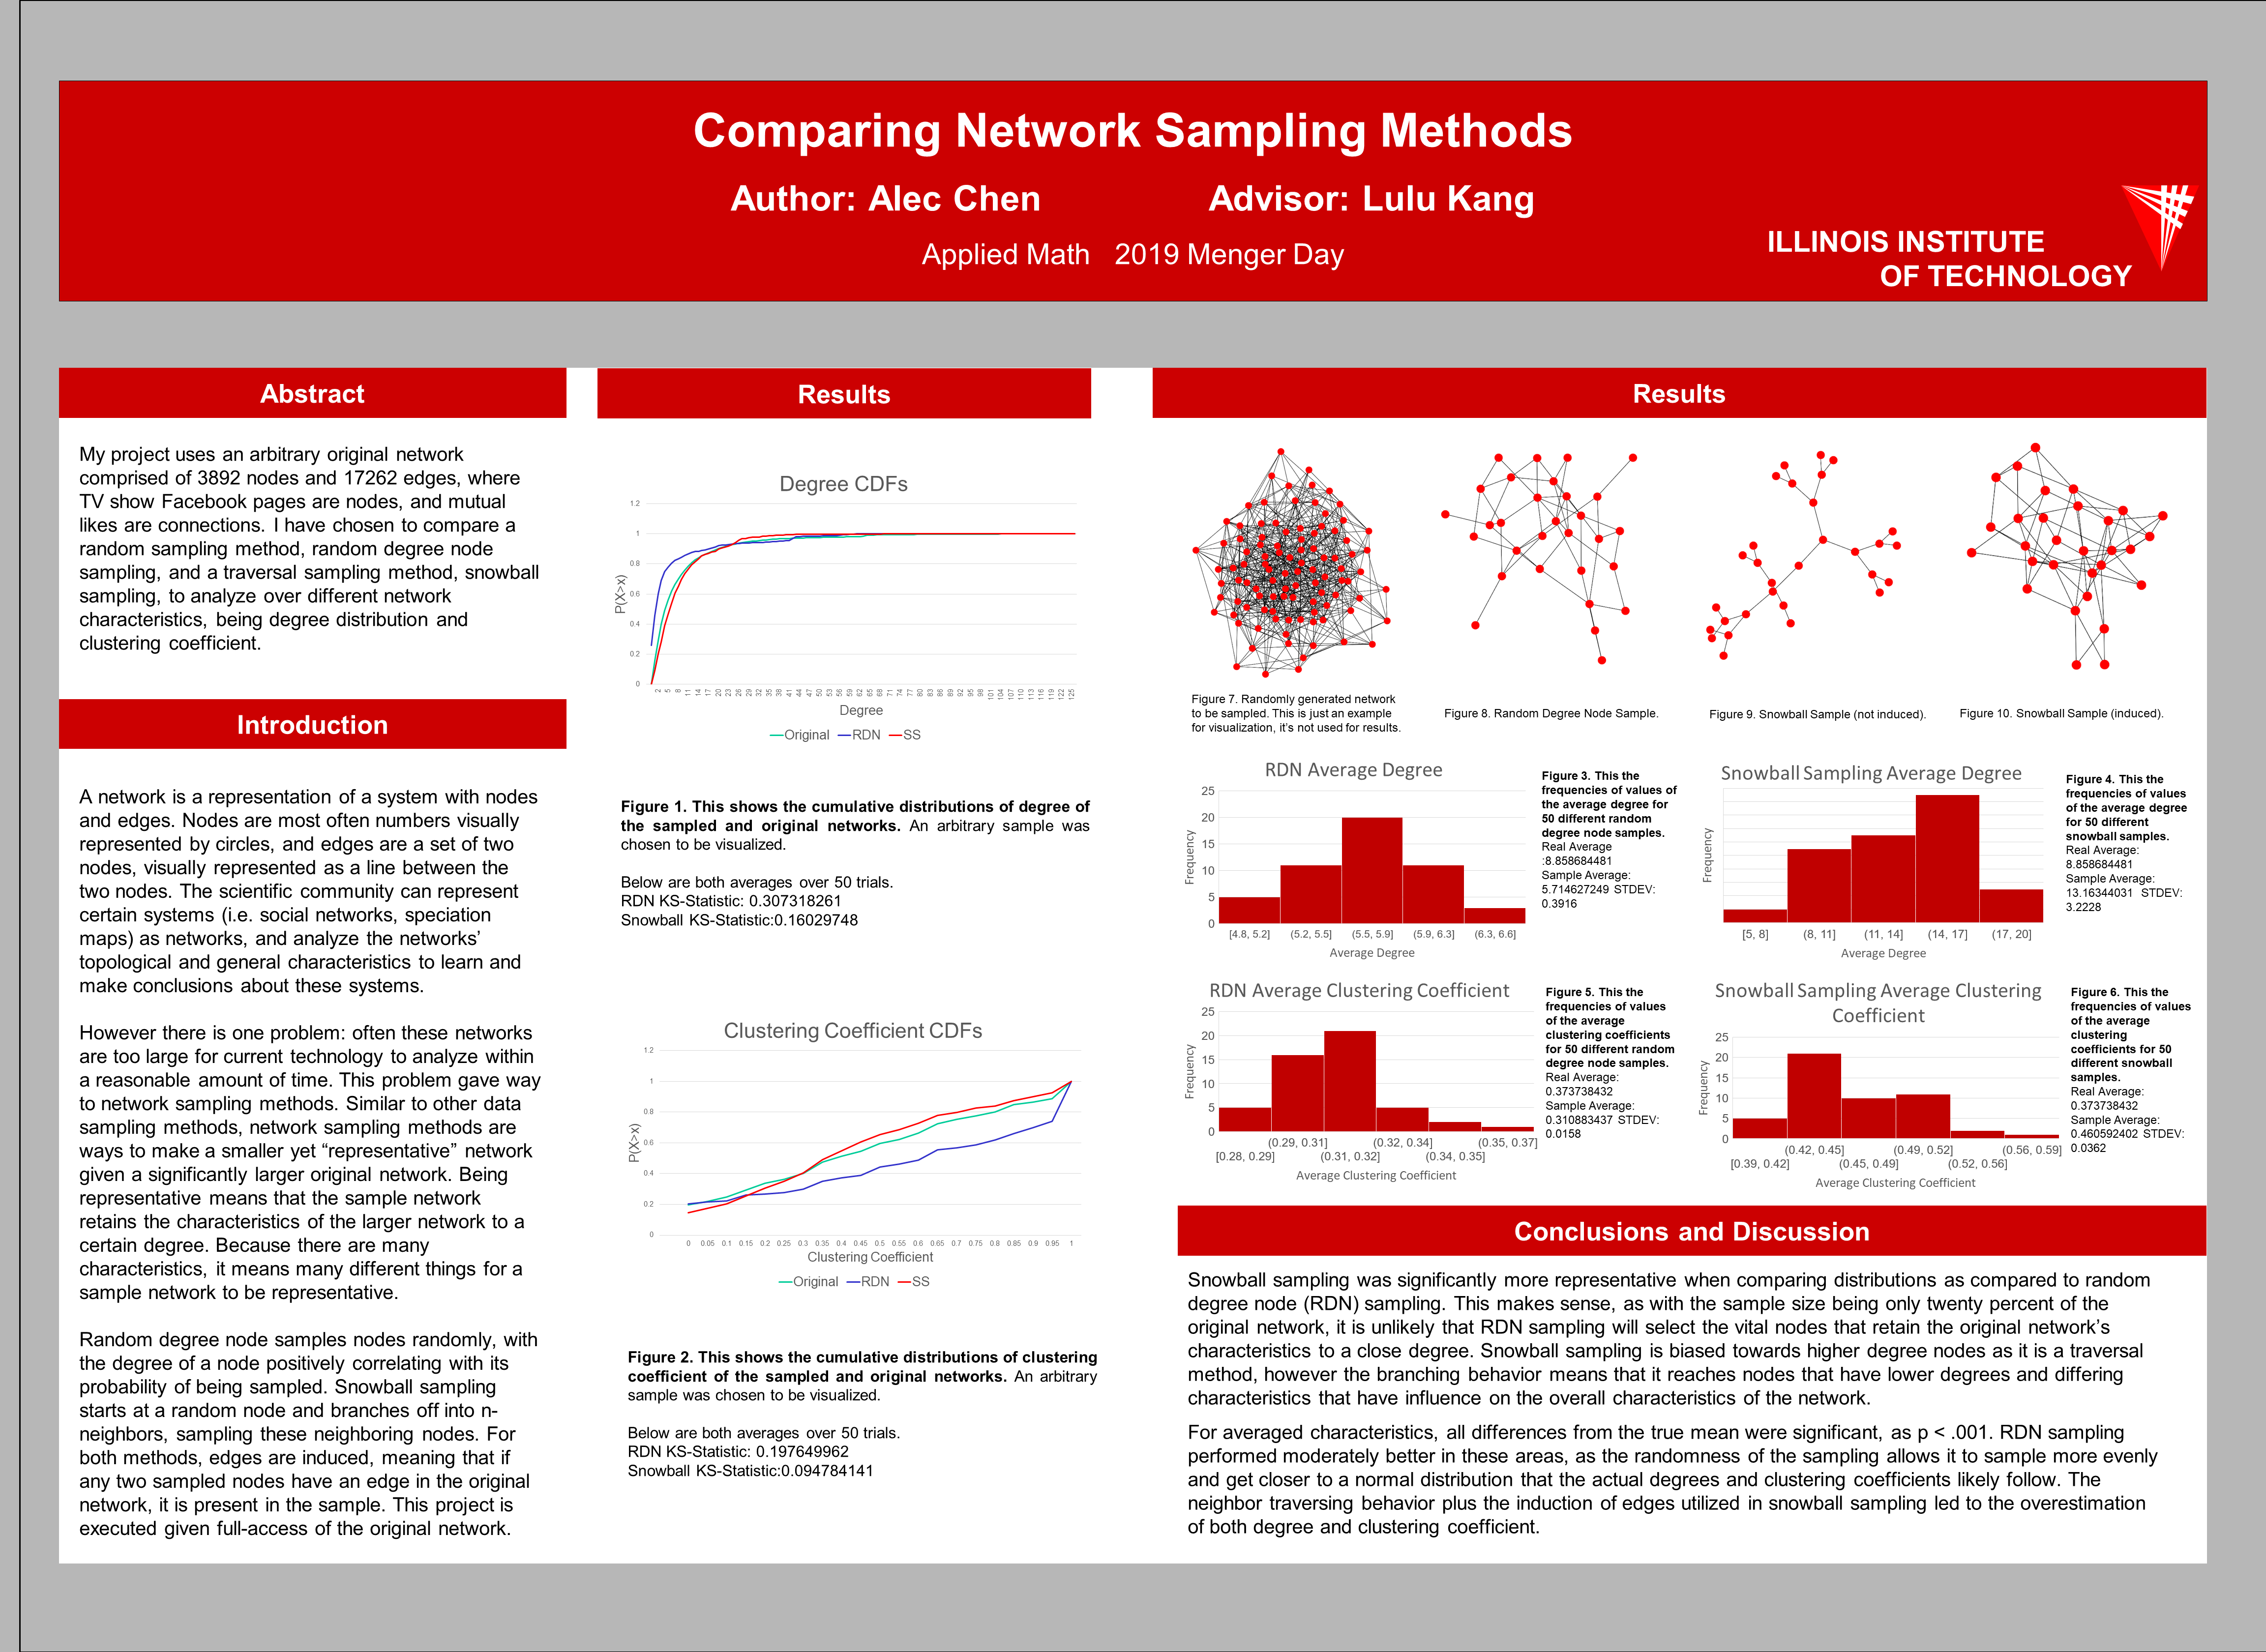 Comparing Network Sampling Methods
Author: Alec Chen Advisor: Lulu Kang
Applied Math 2019 Menger Day
ILLINOIS INSTITUTE
OF TECHNOLOGY
Abstract
My project uses an arbitrary original network
comprised of 3892 nodes and 17262 edges, where
TV show Facebook pages are nodes, and mutual
likes are connections. I have chosen to compare a
random sampling method, random degree node
sampling, and a traversal sampling method, snowball
sampling, to analyze over different network
characteristics, being degree distribution and
clustering coefficient.
Introduction
A network is a representation of a system with nodes
and edges. Nodes are most often numbers visually
represented by circles, and edges are a set of two
nodes, visually represented as a line between the
two nodes. The scientific community can represent
certain systems (i.e. social networks, speciation
maps) as networks, and analyze the networks’
topological and general characteristics to learn and
make conclusions about these systems.
However there is one problem: often these networks
are too large for current technology to analyze within
a reasonable amount of time. This problem gave way
to network sampling methods. Similar to other data
sampling methods, network sampling methods are
ways to make a smaller yet “representative” network
given a significantly larger original network. Being
representative means that the sample network
retains the characteristics of the larger network to a
certain degree. Because there are many
characteristics, it means many different things for a
sample network to be representative.
Random degree node samples nodes randomly, with
the degree of a node positively correlating with its
probability of being sampled. Snowball sampling
starts at a random node and branches off into n-
neighbors, sampling these neighboring nodes. For
both methods, edges are induced, meaning that if
any two sampled nodes have an edge in the original
network, it is present in the sample. This project is
executed given full-access of the original network.
Results
Degree CDFs
P(X>x)
1.2
1
0.8
0.6
0.4
0.2
0
2 5 8 11 14 17 20 23 26 29 32 35 38 41 44 47 50 53 56 59 62 65 68 71 74 77 80 83 86 89 92 95 98 101 104 107 110 113 116 119 122 125
Degree
Original RDN SS
Figure 1. This shows the cumulative distributions of degree of
the sampled and original networks. An arbitrary sample was
chosen to be visualized.
Below are both averages over 50 trials.
RDN KS-Statistic: 0.307318261
Snowball KS-Statistic:0.16029748
Clustering Coefficient CDFs
P(X>x)
1.2
1
0.8
0.6
0.4
0.2
0
0 0.05 0.1 0.15 0.2 0.25 0.3 0.35 0.4 0.45 0.5 0.55 0.6 0.65 0.7 0.75 0.8 0.85 0.9 0.95 1
Clustering Coefficient
Original RDN SS
Figure 2. This shows the cumulative distributions of clustering
coefficient of the sampled and original networks. An arbitrary
sample was chosen to be visualized.
Below are both averages over 50 trials.
RDN KS-Statistic: 0.197649962
Snowball KS-Statistic:0.094784141
Results
Figure 7. Randomly generated network
to be sampled. This is just an example
for visualization, it’s not used for results.
Figure 8. Random Degree Node Sample.
Figure 9. Snowball Sample (not induced).
Figure 10. Snowball Sample (induced).
RDN Average Degree
Frequency
25
20
15
10
5
0
[4.8, 5.2] (5.2, 5.5] (5.5, 5.9] (5.9, 6.3] (6.3, 6.6]
Average Degree
Figure 3. This the
frequencies of values of
the average degree for
50 different random
degree node samples.
Real Average
:8.858684481
Sample Average:
5.714627249 STDEV:
0.3916
Snowball Sampling Average Degree
Frequency
[5, 8] (8, 11] (11, 14] (14, 17] (17, 20]
Average Degree
Figure 4. This the
frequencies of values
of the average degree
for 50 different
snowball samples.
Real Average:
8.858684481
Sample Average:
13.16344031 STDEV:
3.2228
RDN Average Clustering Coefficient
Frequency
25
20
15
10
5
0
(0.29, 0.31] (0.32, 0.34] (0.35, 0.37]
[0.28, 0.29] (0.31, 0.32] (0.34, 0.35]
Average Clustering Coefficient
Figure 5. This the
frequencies of values
of the average
clustering coefficients
for 50 different random
degree node samples.
Real Average:
0.373738432
Sample Average:
0.310883437 STDEV:
0.0158
Snowball Sampling Average Clustering
Coefficient
Frequency
25
20
15
10
5
0
(0.42, 0.45] (0.49, 0.52] (0.56, 0.59]
[0.39, 0.42] (0.45, 0.49] (0.52, 0.56]
Average Clustering Coefficient
Figure 6. This the
frequencies of values
of the average
clustering
coefficients for 50
different snowball
samples.
Real Average:
0.373738432
Sample Average:
0.460592402 STDEV:
0.0362
Conclusions and Discussion
Snowball sampling was significantly more representative when comparing distributions as compared to random
degree node (RDN) sampling. This makes sense, as with the sample size being only twenty percent of the
original network, it is unlikely that RDN sampling will select the vital nodes that retain the original network’s
characteristics to a close degree. Snowball sampling is biased towards higher degree nodes as it is a traversal
method, however the branching behavior means that it reaches nodes that have lower degrees and differing
characteristics that have influence on the overall characteristics of the network.
For averaged characteristics, all differences from the true mean were significant, as p < .001. RDN sampling
performed moderately better in these areas, as the randomness of the sampling allows it to sample more evenly
and get closer to a normal distribution that the actual degrees and clustering coefficients likely follow. The
neighbor traversing behavior plus the induction of edges utilized in snowball sampling led to the overestimation
of both degree and clustering coefficient.